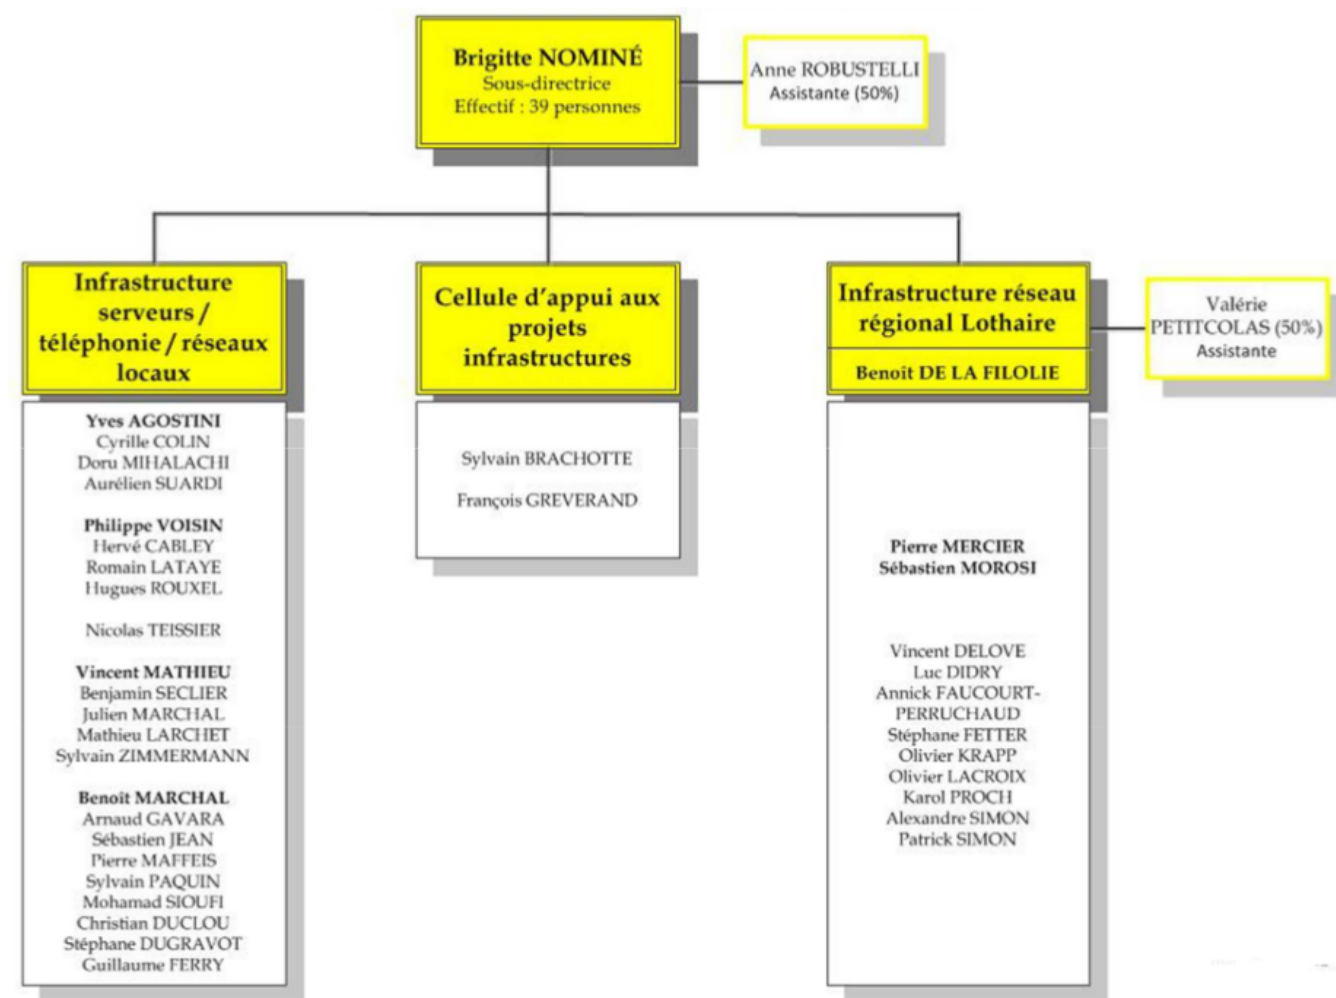 Brigitte NOMINÉ
Sous-directrice
Effectif : 39 personnes
Anne ROBUSTELLI
Assistante (50%)
Infrastructure
serveurs /
téléphonie / réseaux
locaux
Yves AGOSTINI
Cyrille COLIN
Doru MIHALACHI
Aurélien SUARDI
Philippe VOISIN
Hervé CABLEY
Romain LATAYE
Hugues ROUXEL
Nicolas TEISSIER
Vincent MATHIEU
Benjamin SECLIER
Julien MARCHAL
Mathieu LARCHET
Sylvain ZIMMERMANN
Benoît MARCHAL
Arnaud GAVARA
Sébastien JEAN
Pierre MAFFEIS
Sylvain PAQUIN
Mohamad SIOUFI
Christian DUCLOU
Stéphane DUGRAVOT
Guillaume FERRY
Cellule d'appui aux
projets
infrastructures
Sylvain BRACHOTTE
François GREVERAND
Infrastructure réseau
régional Lothaire
Benoît DE LA FILOLIE
Pierre MERCIER
Sébastien MOROSI
Vincent DELOVE
Luc DIDRY
Annick FAUCOURT-
PERRUCHAUD
Stéphane FETTER
Olivier KRAPP
Olivier LACROIX
Karol PROCH
Alexandre SIMON
Patrick SIMON
Valérie
PETITCOLAS (50%)
Assistante